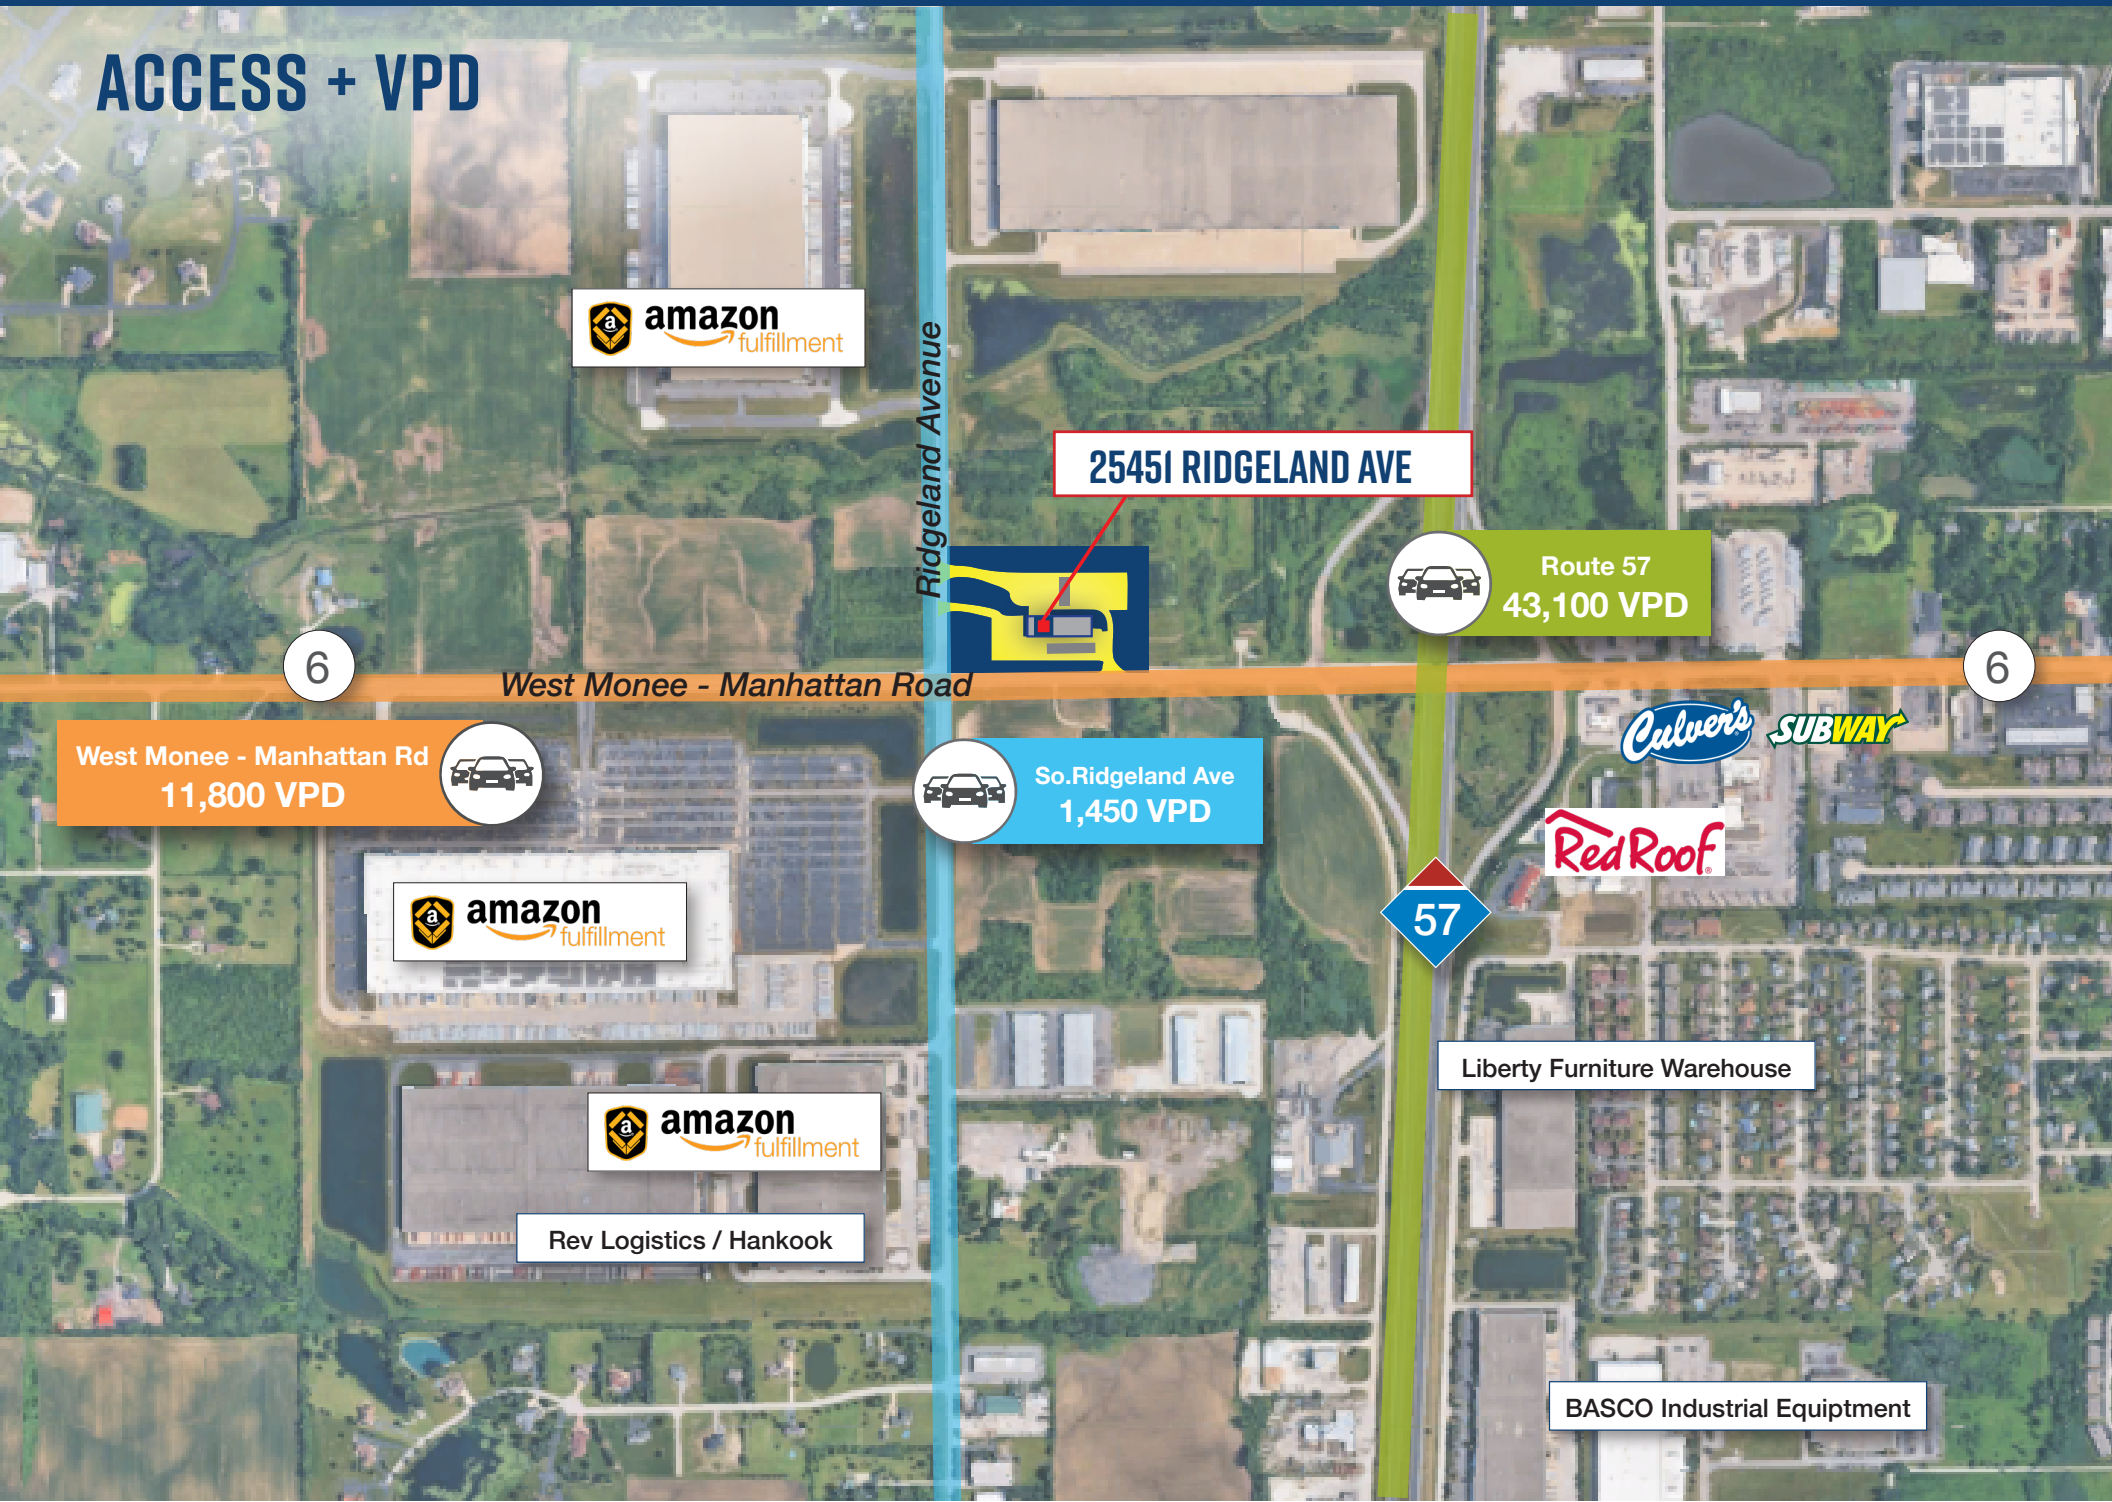 ACCESS + VPD
amazon
fulfillment
Ridgeland Avenue
25451 RIDGELAND AVE
Route 57
43,100 VPD
6
6
West Monee - Manhattan Road
Culver's
SUBWAY
West Monee - Manhattan Rd
11,800 VPD
So.Ridgeland Ave
1,450 VPD
Red Roof
a
amazon
fulfillment
57
Liberty Furniture Warehouse
a
amazon
fulfillment
Rev Logistics / Hankook
BASCO Industrial Equiptment